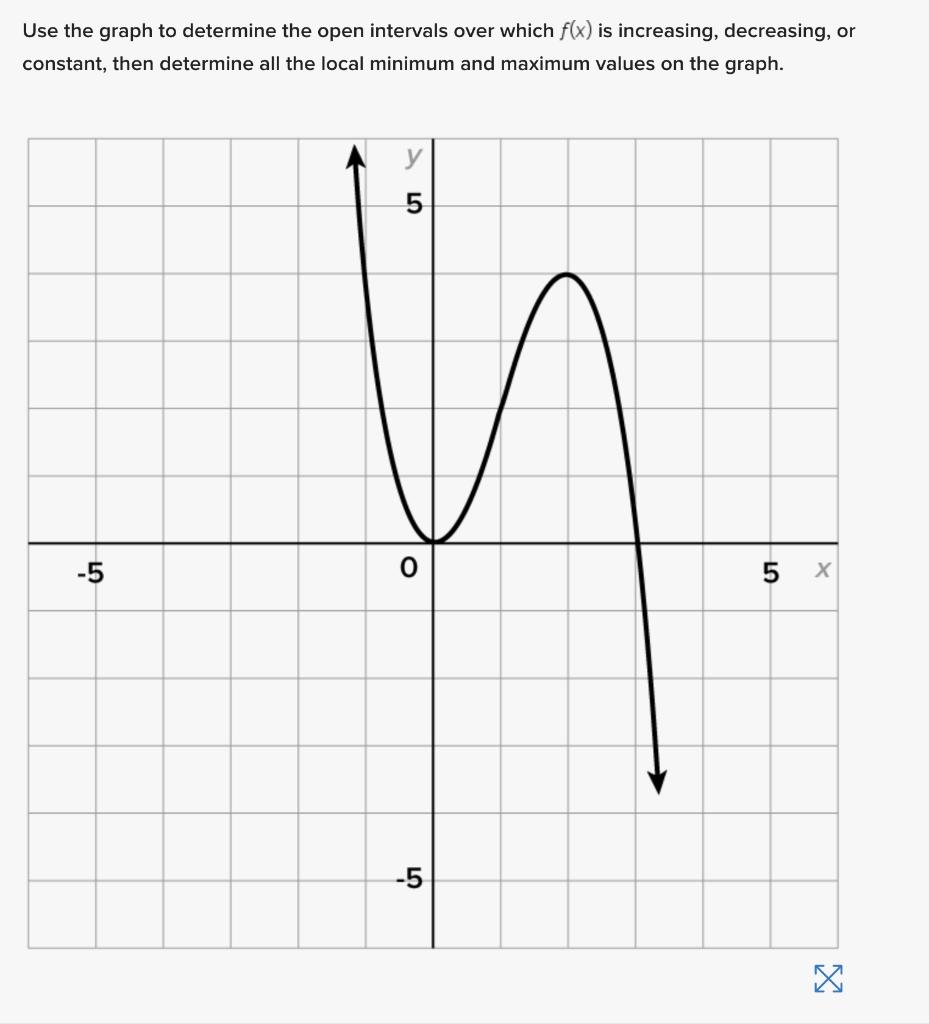 Use the graph to determine the open intervals over which f(x) is increasing, decreasing, or
constant, then determine all the local minimum and maximum values on the graph.
y
5
-5
0
5
x
-5